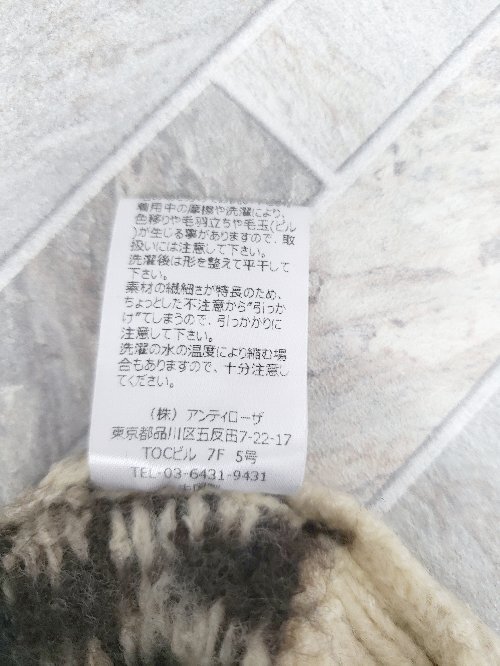 着用中の摩擦や洗濯により、
色移りや毛羽立ちや毛玉(ピル
)が生じる事がありますので、取
扱いには注意して下さい。
洗濯後は形を整えて平干して
下さい。
素材の繊細さが特長のため、
ちょっとした不注意から"引っか
け"てしまうので、引っかかりに
注意して下さい。
洗濯の水の温度により縮む場
合もありますので、十分注意し
てください。
(株) アンティローザ
東京都品川区五反田7-22-17
TOCビル 7F 5号
TEL-03-6431-9431